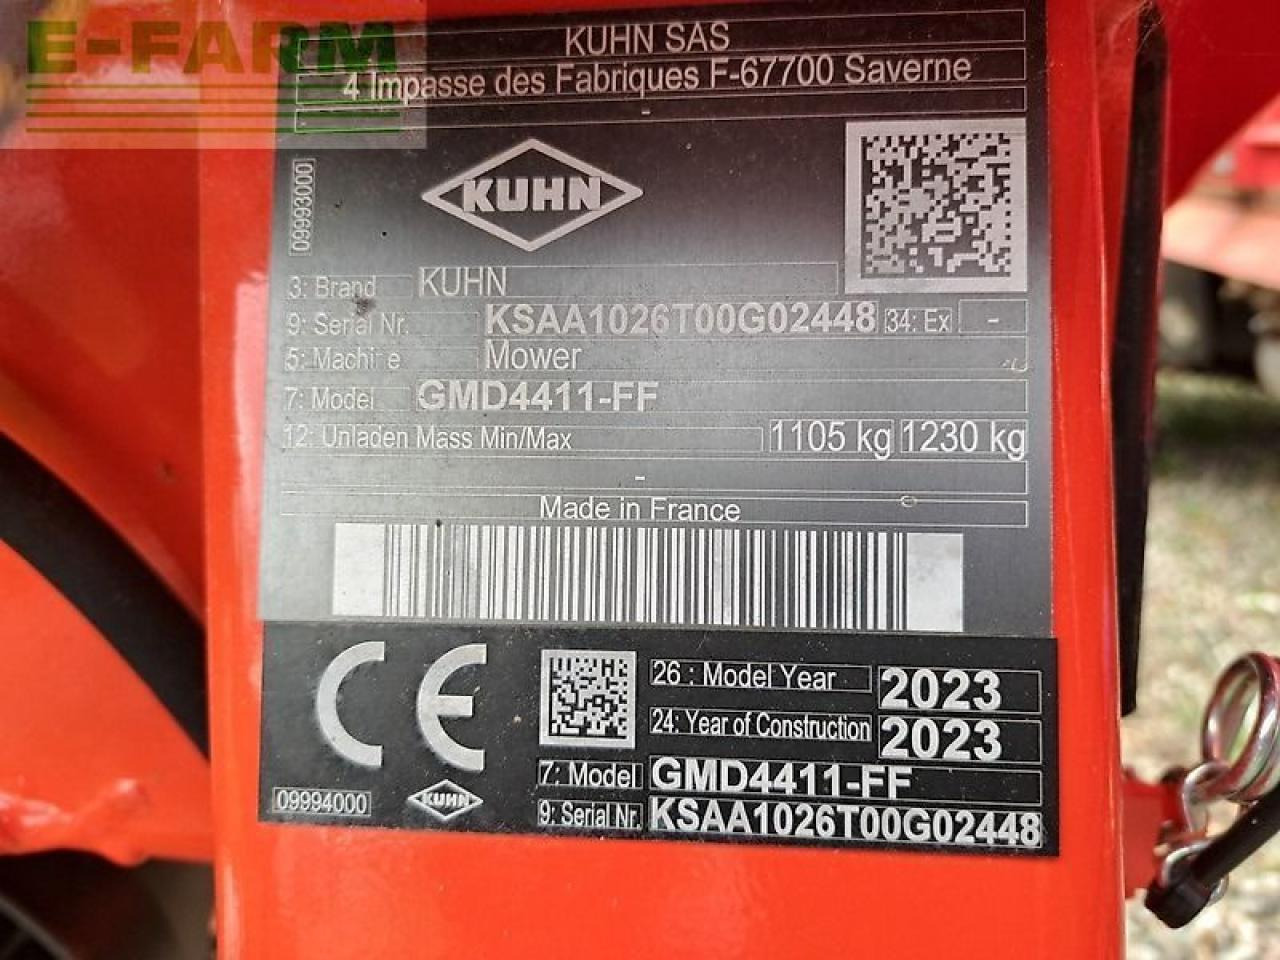 E-FARM
KUHN SAS
4 Impasse des Fabriques F-67700 Saverne
-
09993000
KUHN
3: Brand KUHN
9: Serial Nr. KSAA1026T00G02448 34: Ex -
5: Machine Mower
7: Model GMD4411-FF
12: Unladen Mass Min/Max 1105 kg 1230 kg
-
Made in France
CE
26 : Model Year 2023
24: Year of Construction 2023
7: Model GMD4411-FF
9: Serial Nr. KSAA1026T00G02448
09994000 KUHN